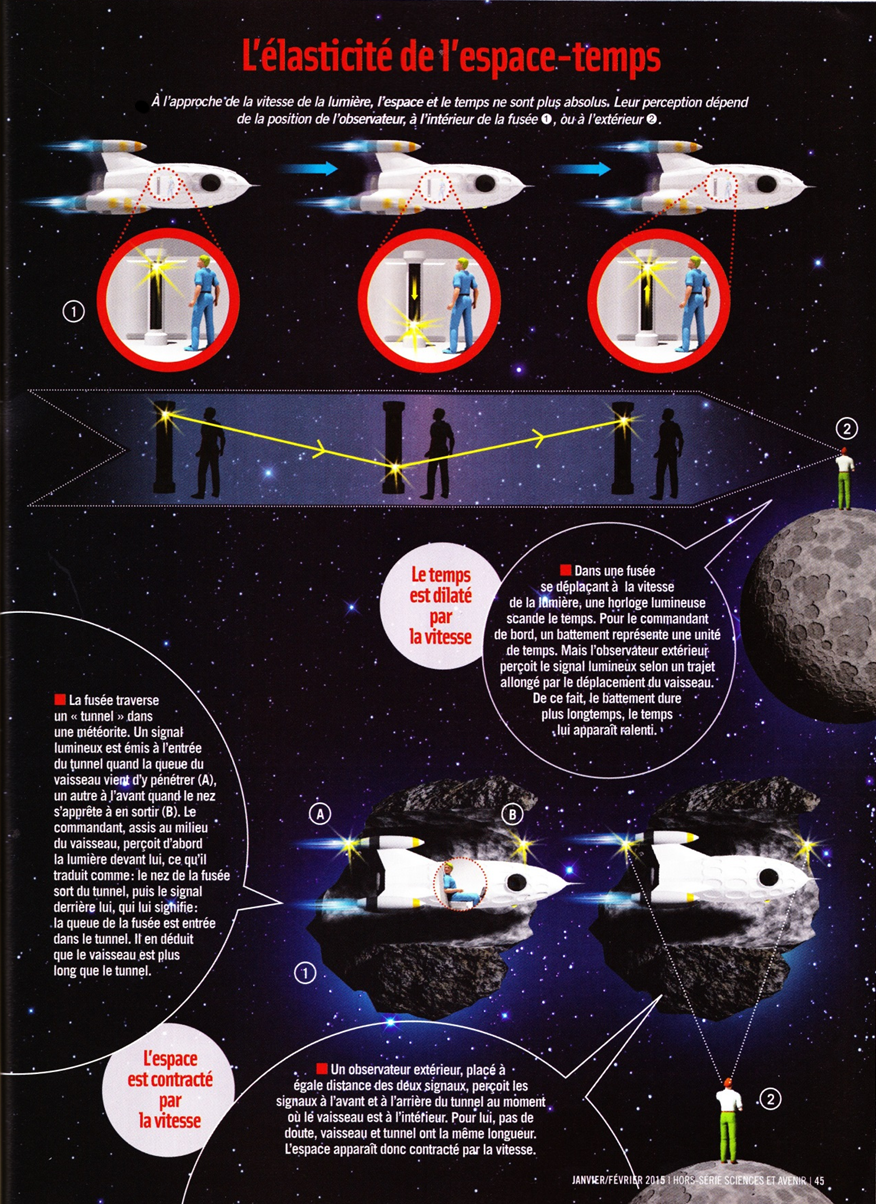 L'élasticité de l'espace-temps
À l'approche de la vitesse de la lumière, l'espace et le temps ne sont plus absolus. Leur perception dépend
de la position de l'observateur, à l'intérieur de la fusée ❶, ou à l'extérieur ❷.
①
②
Le temps
est dilaté
par
la vitesse
■ Dans une fusée
se déplaçant à la vitesse
de la lumière, une horloge lumineuse
scande le temps. Pour le commandant
de bord, un battement représente une unité
de temps. Mais l'observateur extérieur
perçoit le signal lumineux selon un trajet
allongé par le déplacement du vaisseau.
De ce fait, le battement dure
plus longtemps, le temps
lui apparaît ralenti.
■ La fusée traverse
un « tunnel » dans
une météorite. Un signal
lumineux est émis à l'entrée
du tunnel quand la queue du
vaisseau vient d'y pénétrer (A),
un autre à l'avant quand le nez
s'apprête à en sortir (B). Le
commandant, assis au milieu
du vaisseau, perçoit d'abord
la lumière devant lui, ce qu'il
traduit comme: le nez de la fusée
sort du tunnel, puis le signal
derrière lui, qui lui signifie:
la queue de la fusée est entrée
dans le tunnel. Il en déduit
que le vaisseau est plus
long que le tunnel.
A
B
①
L'espace
est contracté
par
la vitesse
■ Un observateur extérieur, placé à
égale distance des deux signaux, perçoit les
signaux à l'avant et à l'arrière du tunnel au moment
où le vaisseau est à l'intérieur. Pour lui, pas de
doute, vaisseau et tunnel ont la même longueur.
L'espace apparaît donc contracté par la vitesse.
②
JANVIER/FÉVRIER 2015 | HORS-SÉRIE SCIENCES ET AVENIR | 45